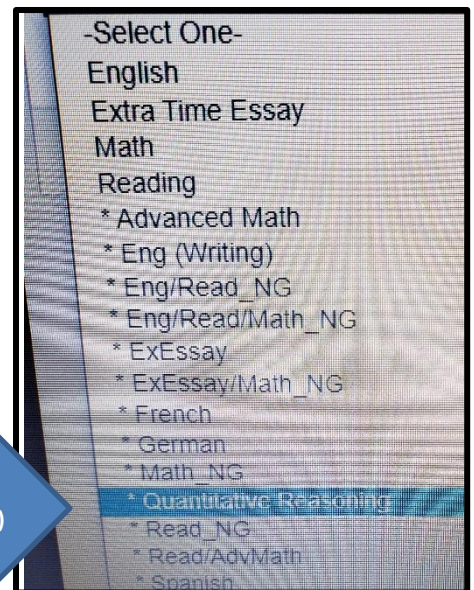 -Select One-
English
Extra Time Essay
Math
Reading
* Advanced Math
* Eng (Writing)
* Eng/Read_NG
* Eng/Read/Math_NG
* ExEssay
* ExEssay/Math_NG
* French
* German
* Math_NG
* Quantitative Reasoning
* Read_NG
* Read/AdvMath
* Spanish